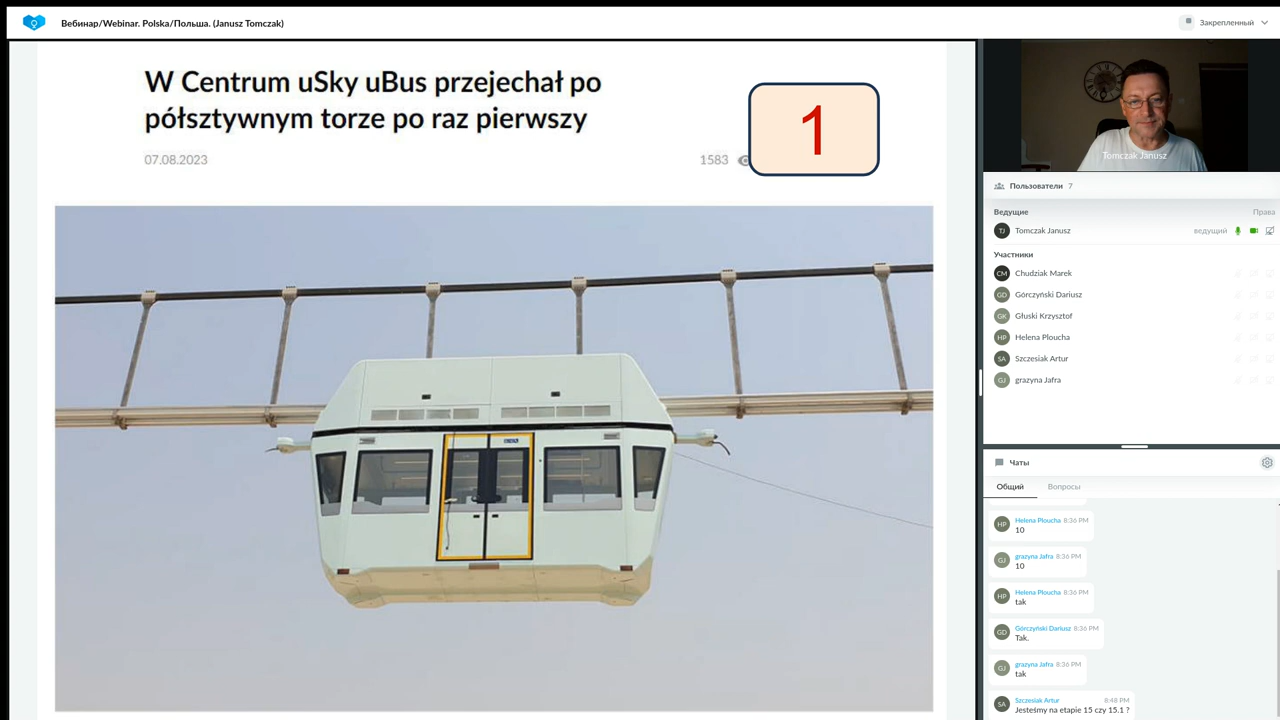 Вебинар/Webinar. Polska/Польша. (Janusz Tomczak)
Закрепленный
W Centrum uSky uBus przejechał po
półsztywnym torze po raz pierwszy
07.08.2023
1583
1
Tomczak Janusz
Пользователи 7
Ведущие
Права
TJ Tomczak Janusz ведущий
Участники
CM Chudziak Marek
GD Górczyński Dariusz
GK Głuski Krzysztof
HP Helena Płoucha
SA Szczesiak Artur
GJ grazyna Jafra
Чаты
Общий Вопросы
HP Helena Płoucha 8:36 PM
10
GJ grazyna Jafra 8:36 PM
10
HP Helena Płoucha 8:36 PM
tak
GD Górczyński Dariusz 8:36 PM
Tak.
GJ grazyna Jafra 8:36 PM
tak
SA Szczesiak Artur 8:48 PM
Jesteśmy na etapie 15 czy 15.1 ?